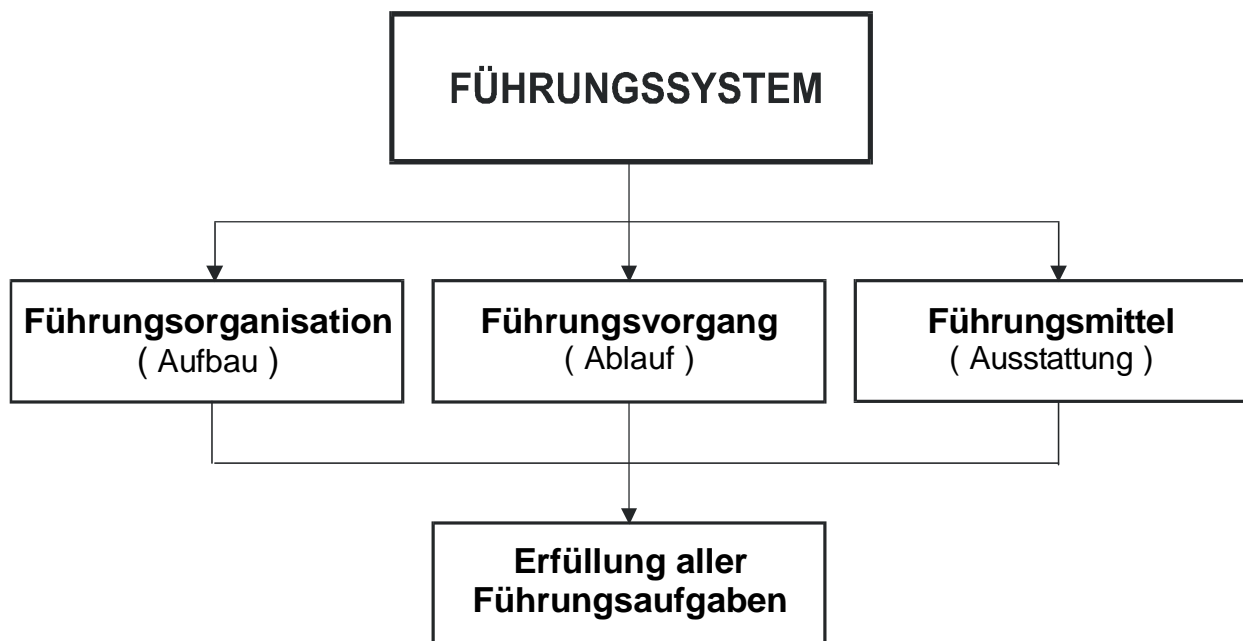 FÜHRUNGSSYSTEM
Führungsorganisation
( Aufbau )
Führungsvorgang
( Ablauf )
Führungsmittel
( Ausstattung )
Erfüllung aller
Führungsaufgaben